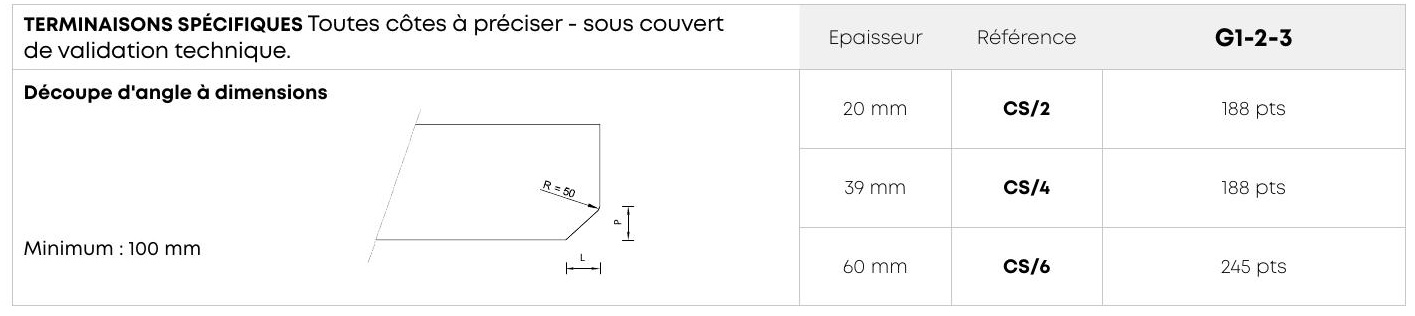 TERMINAISONS SPÉCIFIQUES Toutes côtes à préciser - sous couvert
de validation technique.
Epaisseur Référence G1-2-3
Découpe d'angle à dimensions
20 mm CS/2 188 pts
R = 50
39 mm CS/4 188 pts
P
Minimum : 100 mm
L
60 mm CS/6 245 pts